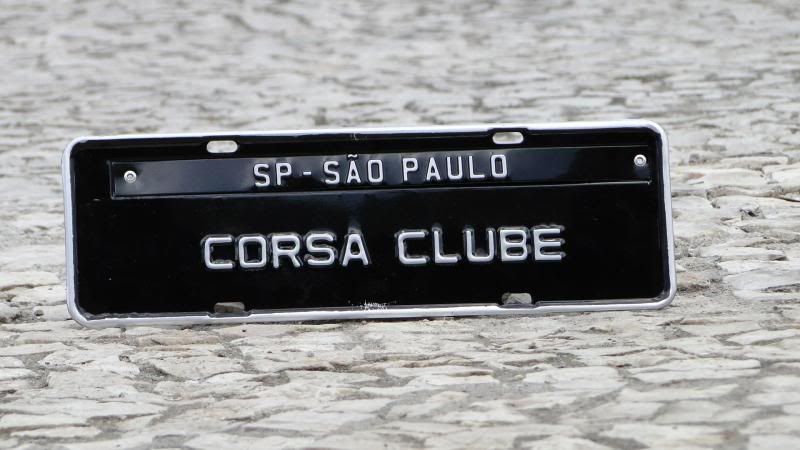 SP - SÃO PAULO
CORSA CLUBE